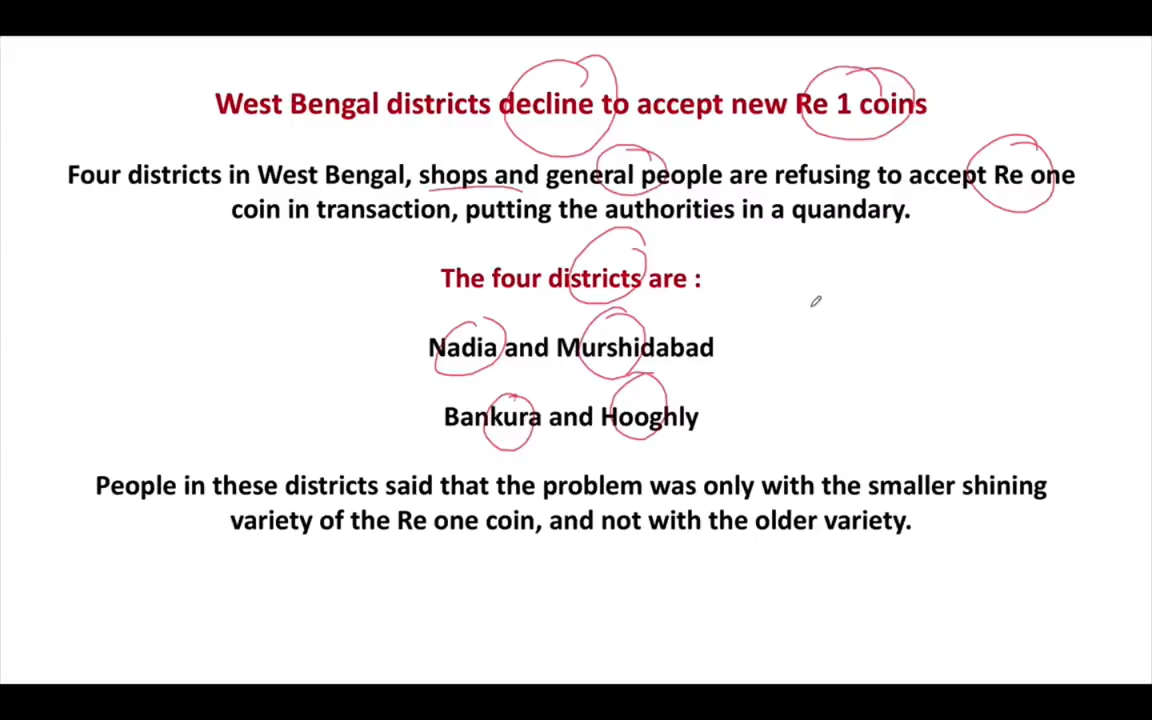 West Bengal districts decline to accept new Re 1 coins
Four districts in West Bengal, shops and general people are refusing to accept Re one
coin in transaction, putting the authorities in a quandary.
The four districts are :
Nadia and Murshidabad
Bankura and Hooghly
People in these districts said that the problem was only with the smaller shining
variety of the Re one coin, and not with the older variety.